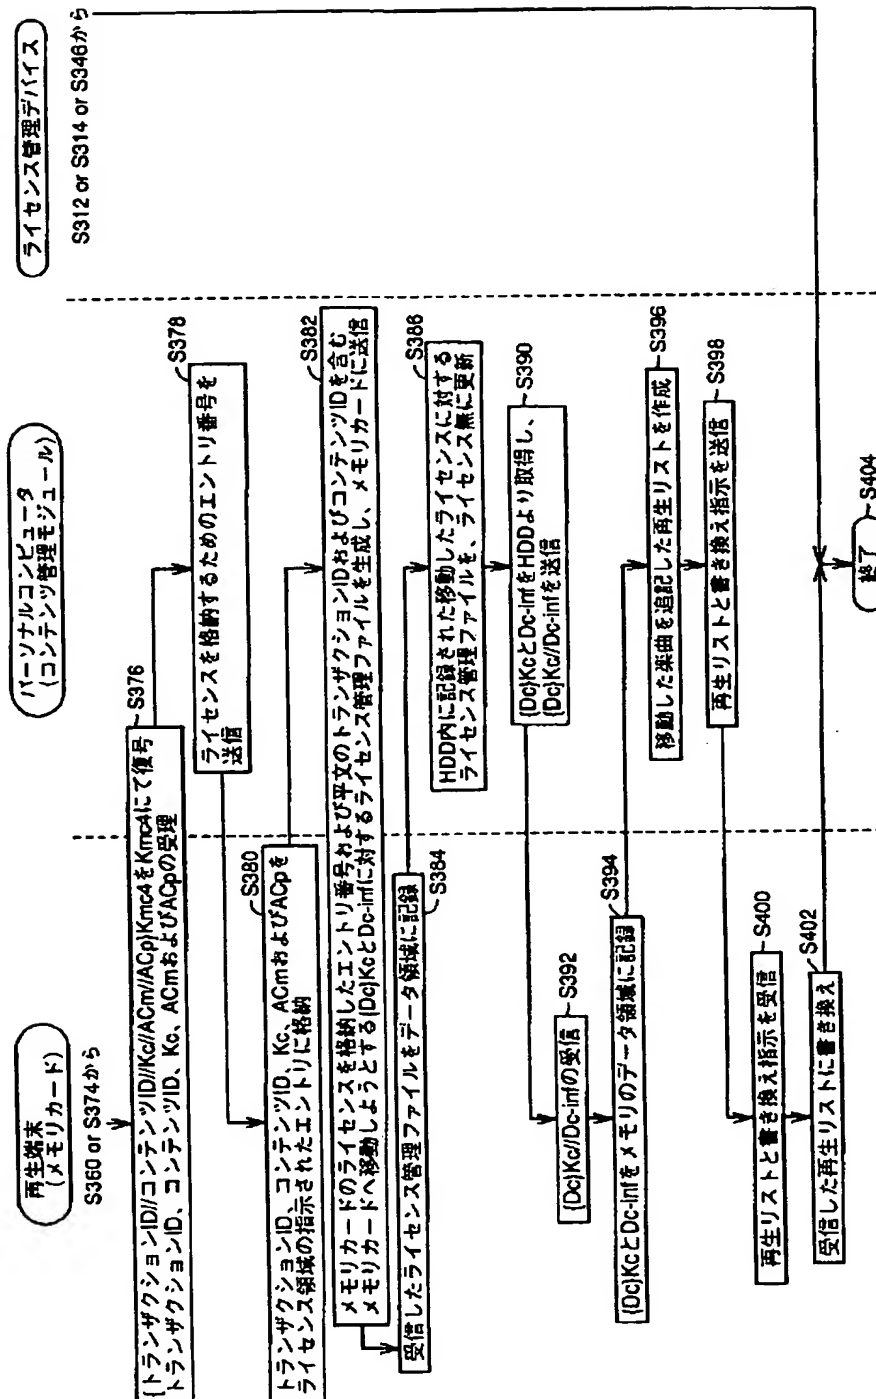 再生端末
(メモリカード)
パーソナルコンピュータ
(コンテンツ管理モジュール)
ライセンス管理デバイス
S360 or S374から
S312 or S314 or S346から
S376
{トランザクションID//コンテンツID//Kc//ACm//ACp}Kmc4をKmc4にて復号
トランザクションID、コンテンツID、Kc、ACmおよびACpの受理
S378
ライセンスを格納するためのエントリ番号を
送信
S380
トランザクションID、コンテンツID、Kc、ACmおよびACpを
ライセンス領域の指示されたエントリに格納
S382
メモリカードのライセンスを格納したエントリ番号および平文のトランザクションIDおよびコンテンツIDを含む
メモリカードへ移動しようとする{Dc}KcとDc-infに対するライセンス管理ファイルを生成し、メモリカードに送信
S384
受信したライセンス管理ファイルをデータ領域に記録
S386
HDD内に記録された移動したライセンスに対する
ライセンス管理ファイルを、ライセンス無に更新
S390
{Dc}KcとDc-infをHDDより取得し、
{Dc}Kc//Dc-infを送信
S392
{Dc}Kc//Dc-infの受信
S394
{Dc}KcとDc-infをメモリのデータ領域に記録
S396
移動した楽曲を追記した再生リストを作成
S398
再生リストと書き換え指示を送信
S400
再生リストと書き換え指示を受信
S402
受信した再生リストに書き換え
S404
終了